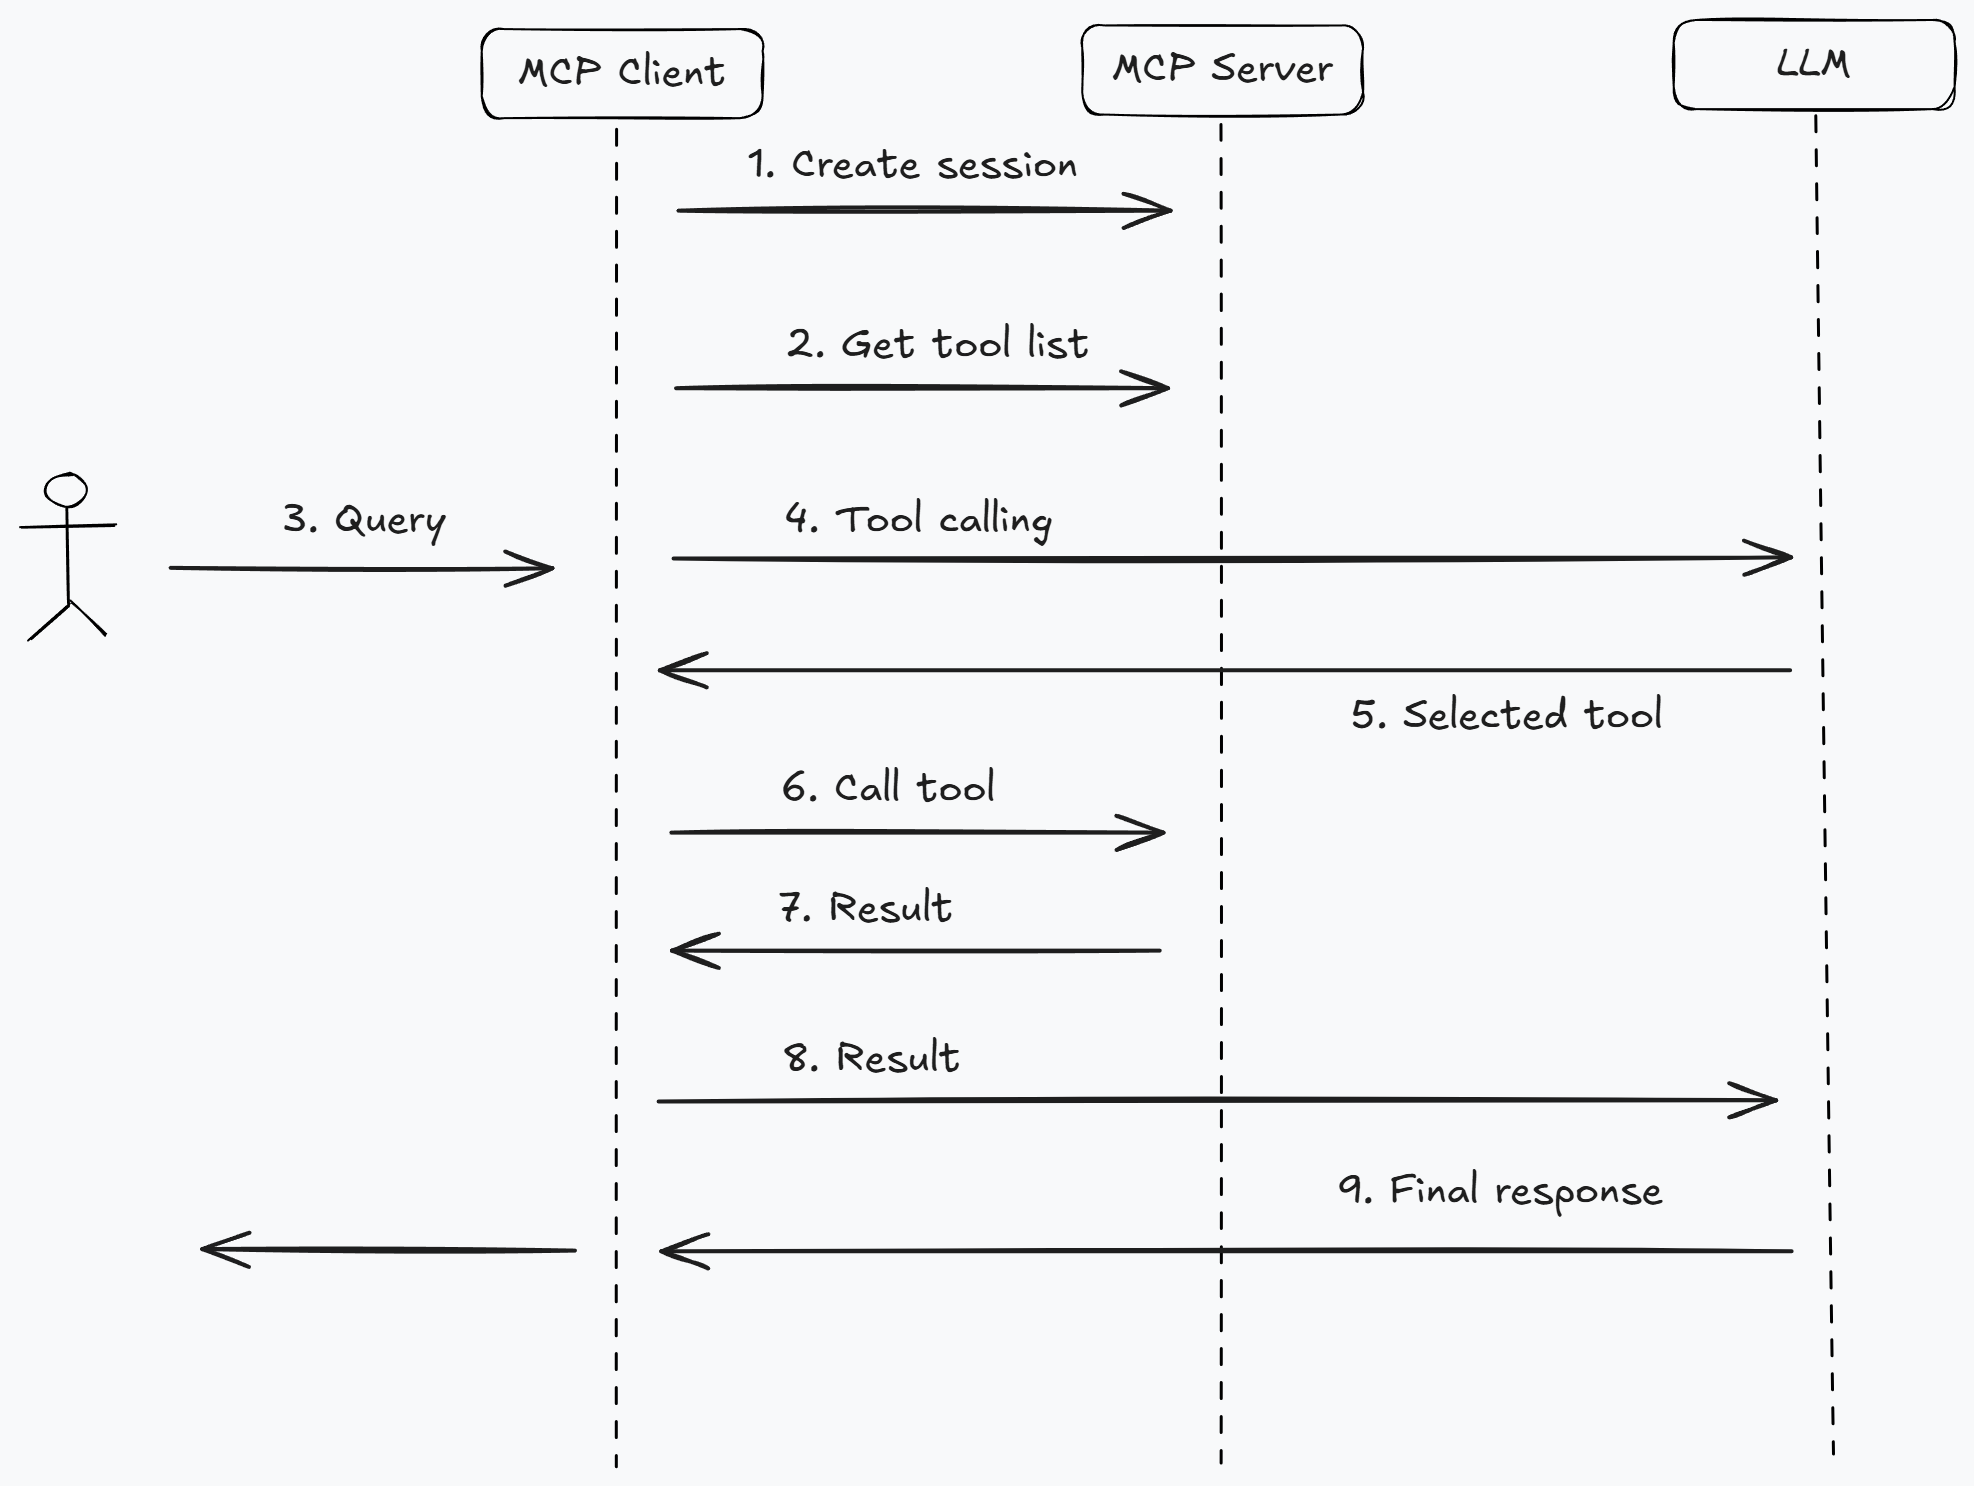 MCP Client
MCP Server
LLM
1. Create session
2. Get tool list
3. Query
4. Tool calling
5. Selected tool
6. Call tool
7. Result
8. Result
9. Final response